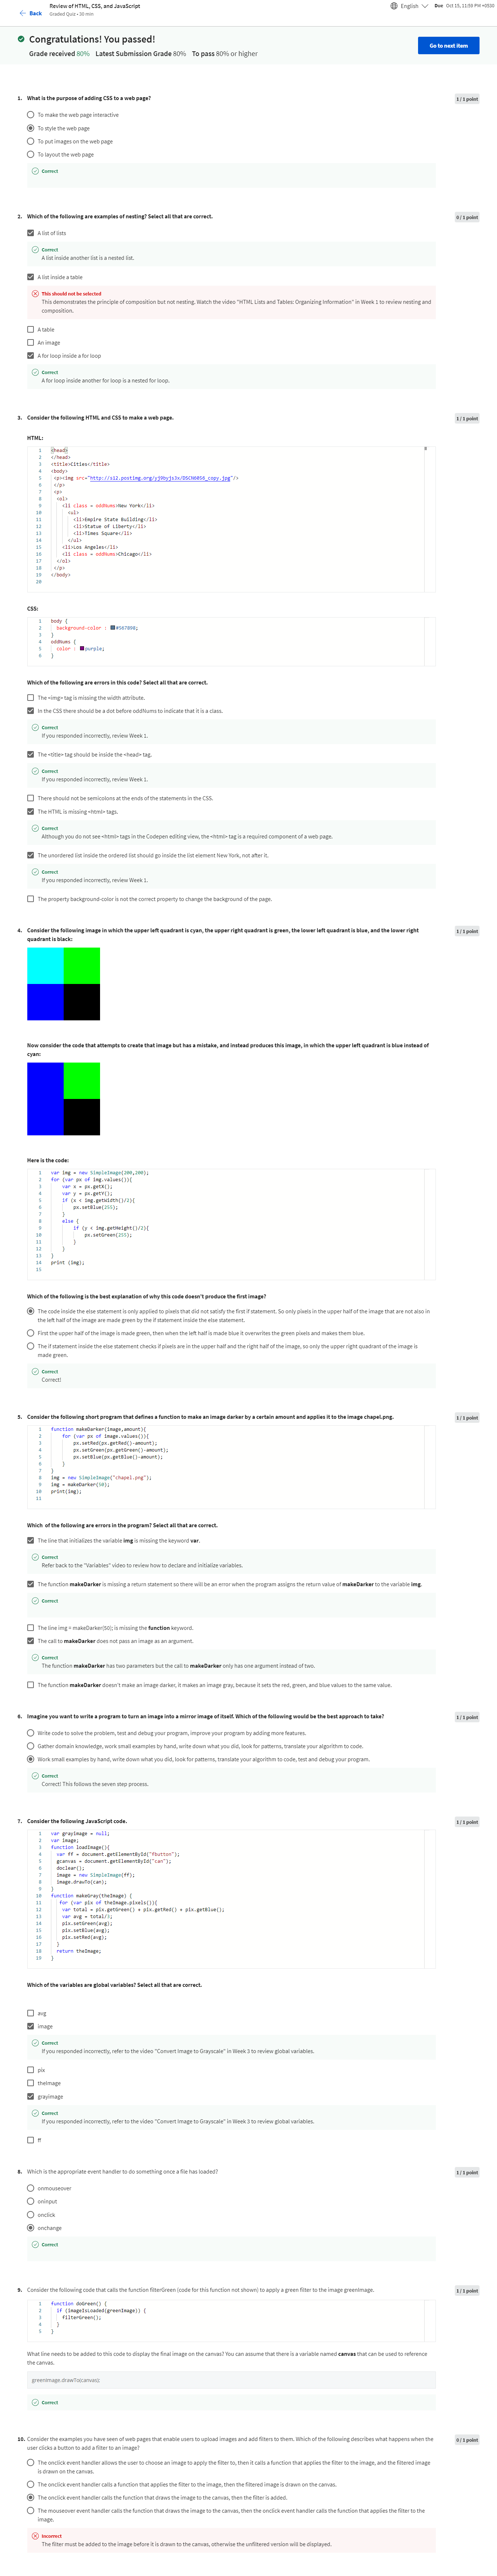 Back
Review of HTML, CSS, and JavaScript
Graded Quiz • 30 min
English
Due Oct 15, 11:59 PM +0530
Congratulations! You passed!
Grade received 80% Latest Submission Grade 80% To pass 80% or higher
Go to next item
1. What is the purpose of adding CSS to a web page?
1 / 1 point
To make the web page interactive
To style the web page
To put images on the web page
To layout the web page
Correct
2. Which of the following are examples of nesting? Select all that are correct.
0 / 1 point
A list of lists
Correct
A list inside another list is a nested list.
A list inside a table
This should not be selected
This demonstrates the principle of composition but not nesting. Watch the video "HTML Lists and Tables: Organizing Information" in Week 1 to review nesting and
composition.
A table
An image
A for loop inside a for loop
Correct
A for loop inside another for loop is a nested for loop.
3. Consider the following HTML and CSS to make a web page.
1 / 1 point
HTML:
1 <head>
2 </head>
3 <title>Cities</title>
4 <body>
5 <p><img src="http://s12.postimg.org/yj9byjs3x/DSCN6056_copy.jpg"/>
6 </p>
7 <p>
8 <ol>
9 <li class = oddNums>New York</li>
10 <ul>
11 <li>Empire State Building</li>
12 <li>Statue of Liberty</li>
13 <li>Times Square</li>
14 </ul>
15 <li>Los Angeles</li>
16 <li class = oddNums>Chicago</li>
17 </ol>
18 </p>
19 </body>
20
CSS:
1 body {
2 background-color : #567898;
3 }
4 oddNums {
5 color : purple;
6 }
Which of the following are errors in this code? Select all that are correct.
The <img> tag is missing the width attribute.
In the CSS there should be a dot before oddNums to indicate that it is a class.
Correct
If you responded incorrectly, review Week 1.
The <title> tag should be inside the <head> tag.
Correct
If you responded incorrectly, review Week 1.
There should not be semicolons at the ends of the statements in the CSS.
The HTML is missing <html> tags.
Correct
Although you do not see <html> tags in the Codepen editing view, the <html> tag is a required component of a web page.
The unordered list inside the ordered list should go inside the list element New York, not after it.
Correct
If you responded incorrectly, review Week 1.
The property background-color is not the correct property to change the background of the page.
4. Consider the following image in which the upper left quadrant is cyan, the upper right quadrant is green, the lower left quadrant is blue, and the lower right
quadrant is black:
1 / 1 point
Now consider the code that attempts to create that image but has a mistake, and instead produces this image, in which the upper left quadrant is blue instead of
cyan:
Here is the code:
1 var img = new SimpleImage(200,200);
2 for (var px of img.values()){
3 var x = px.getX();
4 var y = px.getY();
5 if (x < img.getWidth()/2){
6 px.setBlue(255);
7 }
8 else {
9 if (y < img.getHeight()/2){
10 px.setGreen(255);
11 }
12 }
13 }
14 print (img);
15
Which of the following is the best explanation of why this code doesn't produce the first image?
The code inside the else statement is only applied to pixels that did not satisfy the first if statement. So only pixels in the upper half of the image that are not also in
the left half of the image are made green by the if statement inside the else statement.
First the upper half of the image is made green, then when the left half is made blue it overwrites the green pixels and makes them blue.
The if statement inside the else statement checks if pixels are in the upper half and the right half of the image, so only the upper right quadrant of the image is
made green.
Correct
Correct!
5. Consider the following short program that defines a function to make an image darker by a certain amount and applies it to the image chapel.png.
1 / 1 point
1 function makeDarker(image,amount){
2 for (var px of image.values()){
3 px.setRed(px.getRed()-amount);
4 px.setGreen(px.getGreen()-amount);
5 px.setBlue(px.getBlue()-amount);
6 }
7 }
8 img = new SimpleImage("chapel.png");
9 img = makeDarker(50);
10 print(img);
11
Which of the following are errors in the program? Select all that are correct.
The line that initializes the variable img is missing the keyword var.
Correct
Refer back to the "Variables" video to review how to declare and initialize variables.
The function makeDarker is missing a return statement so there will be an error when the program assigns the return value of makeDarker to the variable img.
Correct
The line img = makeDarker(50); is missing the function keyword.
The call to makeDarker does not pass an image as an argument.
Correct
The function makeDarker has two parameters but the call to makeDarker only has one argument instead of two.
The function makeDarker doesn't make an image darker, it makes an image gray, because it sets the red, green, and blue values to the same value.
6. Imagine you want to write a program to turn an image into a mirror image of itself. Which of the following would be the best approach to take?
1 / 1 point
Write code to solve the problem, test and debug your program, improve your program by adding more features.
Gather domain knowledge, work small examples by hand, write down what you did, look for patterns, translate your algorithm to code.
Work small examples by hand, write down what you did, look for patterns, translate your algorithm to code, test and debug your program.
Correct
Correct! This follows the seven step process.
7. Consider the following JavaScript code.
1 / 1 point
1 var grayimage = null;
2 var image;
3 function loadImage(){
4 var ff = document.getElementById("fbutton");
5 gcanvas = document.getElementById("can");
6 doclear();
7 image = new SimpleImage(ff);
8 image.drawTo(can);
9 }
10 function makeGray(theImage) {
11 for (var pix of theImage.pixels()){
12 var total = pix.getGreen() + pix.getRed() + pix.getBlue();
13 var avg = total/3;
14 pix.setGreen(avg);
15 pix.setBlue(avg);
16 pix.setRed(avg);
17 }
18 return theImage;
19 }
Which of the variables are global variables? Select all that are correct.
avg
image
Correct
If you responded incorrectly, refer to the video "Convert Image to Grayscale" in Week 3 to review global variables.
pix
theImage
grayimage
Correct
If you responded incorrectly, refer to the video "Convert Image to Grayscale" in Week 3 to review global variables.
ff
8. Which is the appropriate event handler to do something once a file has loaded?
1 / 1 point
onmouseover
oninput
onclick
onchange
Correct
9. Consider the following code that calls the function filterGreen (code for this function not shown) to apply a green filter to the image greenImage.
1 / 1 point
1 function doGreen() {
2 if (imageIsLoaded(greenImage)) {
3 filterGreen();
4 }
5 }
What line needs to be added to this code to display the final image on the canvas? You can assume that there is a variable named canvas that can be used to reference
the canvas.
greenImage.drawTo(canvas);
Correct
10. Consider the examples you have seen of web pages that enable users to upload images and add filters to them. Which of the following describes what happens when the
user clicks a button to add a filter to an image?
0 / 1 point
The onclick event handler allows the user to choose an image to apply the filter to, then it calls a function that applies the filter to the image, and the filtered image
is drawn on the canvas.
The onclick event handler calls a function that applies the filter to the image, then the filtered image is drawn on the canvas.
The onclick event handler calls the function that draws the image to the canvas, then the filter is added.
The mouseover event handler calls the function that draws the image to the canvas, then the onclick event handler calls the function that applies the filter to the
image.
Incorrect
The filter must be added to the image before it is drawn to the canvas, otherwise the unfiltered version will be displayed.